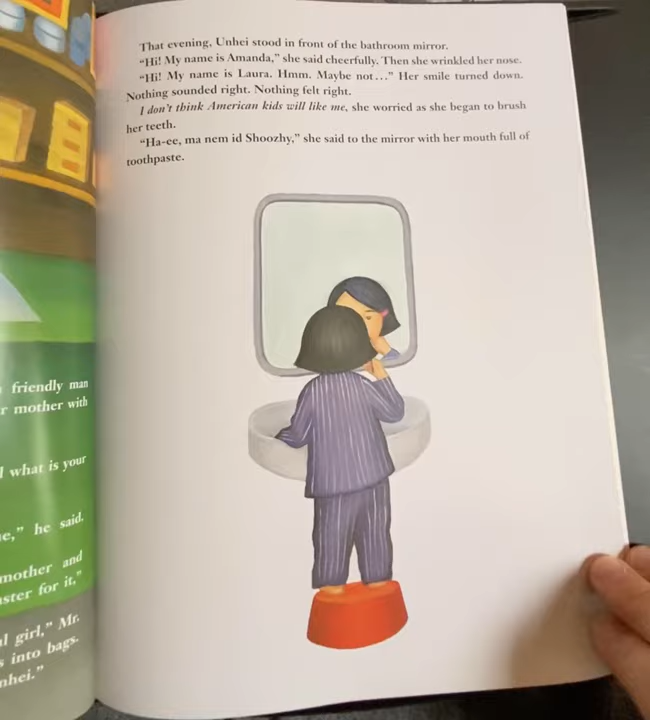 friendly man
r mother with
what is your
e,” he said.
mother and
ster for it.”
l girl,” Mr.
s into bags.
nhei.”
That evening, Unhei stood in front of the bathroom mirror.
“Hi! My name is Amanda,” she said cheerfully. Then she wrinkled her nose.
“Hi! My name is Laura. Hmm. Maybe not…” Her smile turned down.
Nothing sounded right. Nothing felt right.
I don’t think American kids will like me, she worried as she began to brush
her teeth.
“Ha-ee, ma nem id Shoozhy,” she said to the mirror with her mouth full of
toothpaste.